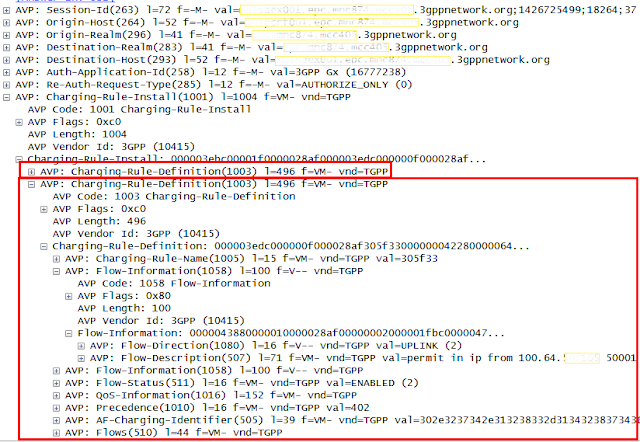 AVP: Session-Id(263) l=72 f=-M- val= .epc.mnc874 .3gppnetwork.org;1426725499;18264;37
AVP: Origin-Host(264) l=52 f=-M- val= .3gppnetwork.org
AVP: Origin-Realm(296) l=41 f=-M- val= .mcc405.3gppnetwork.org
AVP: Destination-Realm(283) l=41 f=-M- val= .mcc405.3gppnetwork.org
AVP: Destination-Host(293) l=52 f=-M- val= .epc.mnc874 .3gppnetwork.org
AVP: Auth-Application-Id(258) l=12 f=-M- val=3GPP Gx (16777238)
AVP: Re-Auth-Request-Type(285) l=12 f=-M- val=AUTHORIZE_ONLY (0)
AVP: Charging-Rule-Install(1001) l=1004 f=VM- vnd=TGPP
AVP Code: 1001 Charging-Rule-Install
AVP Flags: 0xc0
AVP Length: 1004
AVP Vendor Id: 3GPP (10415)
Charging-Rule-Install: 000003ebc00001f0000028af000003edc000000f000028af...
AVP: Charging-Rule-Definition(1003) l=496 f=VM- vnd=TGPP
AVP: Charging-Rule-Definition(1003) l=496 f=VM- vnd=TGPP
AVP Code: 1003 Charging-Rule-Definition
AVP Flags: 0xc0
AVP Length: 496
AVP Vendor Id: 3GPP (10415)
Charging-Rule-Definition: 000003edc000000f000028af305f33000000042280000064...
AVP: Charging-Rule-Name(1005) l=15 f=VM- vnd=TGPP val=305f33
AVP: Flow-Information(1058) l=100 f=V-- vnd=TGPP
AVP Code: 1058 Flow-Information
AVP Flags: 0x80
AVP Length: 100
AVP Vendor Id: 3GPP (10415)
Flow-Information: 0000043880000010000028af00000002000001fbc0000047...
AVP: Flow-Direction(1080) l=16 f=V-- vnd=TGPP val=UPLINK (2)
AVP: Flow-Description(507) l=71 f=VM- vnd=TGPP val=permit in ip from 100.64. 50001
AVP: Flow-Information(1058) l=100 f=V-- vnd=TGPP
AVP: Flow-Status(511) l=16 f=VM- vnd=TGPP val=ENABLED (2)
AVP: QoS-Information(1016) l=152 f=VM- vnd=TGPP
AVP: Precedence(1010) l=16 f=VM- vnd=TGPP val=402
AVP: AF-Charging-Identifier(505) l=39 f=VM- vnd=TGPP val=302e3237342e313238332d3134323837343
AVP: Flows(510) l=44 f=VM- vnd=TGPP